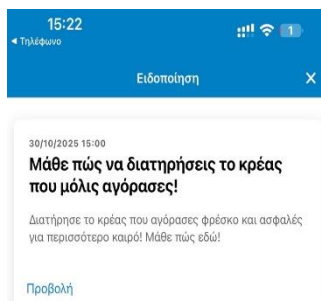 15:22
1
◀ Τηλέφωνο
Ειδοποίηση
30/10/2025 15:00
Μάθε πώς να διατηρήσεις το κρέας
που μόλις αγόρασες!
Διατήρησε το κρέας που αγόρασες φρέσκο και ασφαλές
για περισσότερο καιρό! Μάθε πώς εδώ!
Προβολή